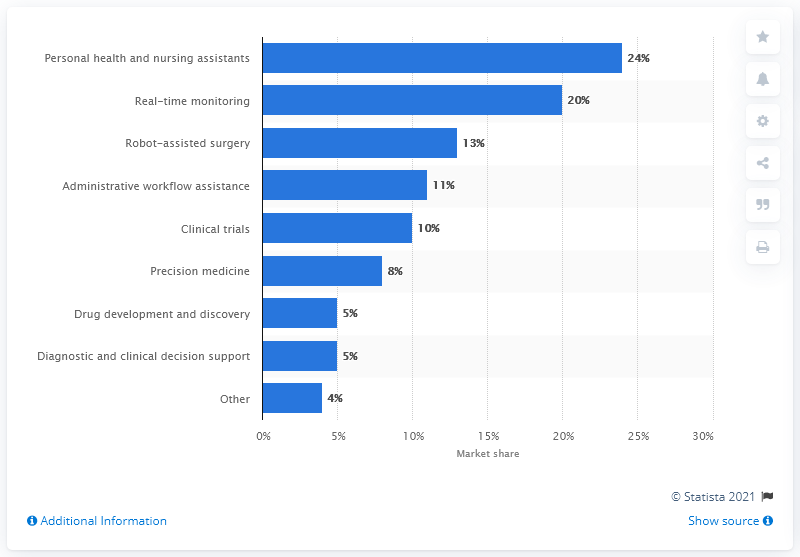 Personal health and nursing assistants 24%
Real-time monitoring 20%
Robot-assisted surgery 13%
Administrative workflow assistance 11%
Clinical trials 10%
Precision medicine 8%
Drug development and discovery 5%
Diagnostic and clinical decision support 5%
Other 4%
0% 5% 10% 15% 20% 25% 30%
Market share
© Statista 2021
Additional Information Show source